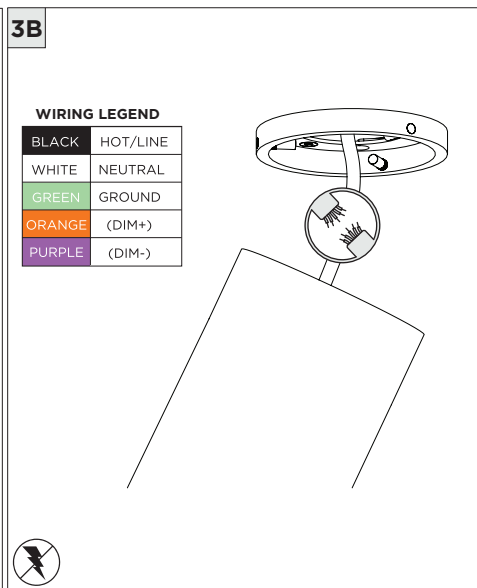 3B
WIRING LEGEND
BLACK HOT/LINE
WHITE NEUTRAL
GREEN GROUND
ORANGE (DIM+)
PURPLE (DIM-)